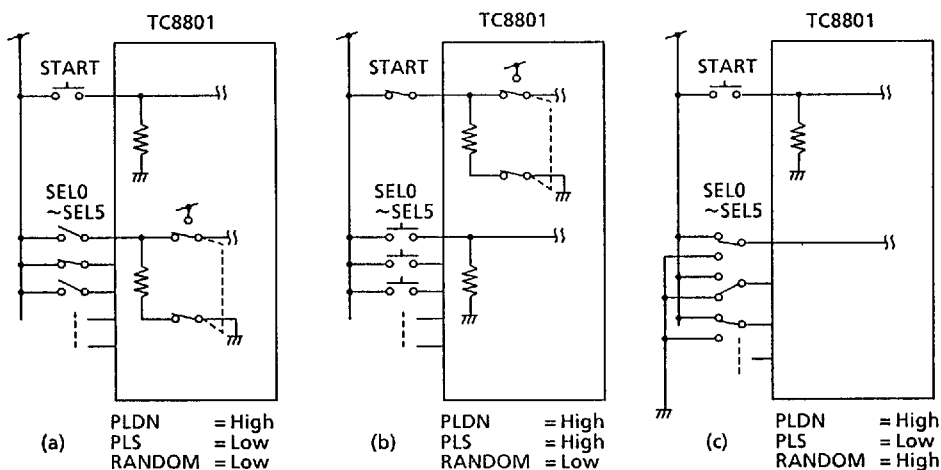 TC8801
START
SEL0
~SEL5
PLDN = High
(a) PLS = Low
RANDOM = Low
TC8801
START
SEL0
~SEL5
PLDN = High
(b) PLS = High
RANDOM = Low
TC8801
START
SEL0
~SEL5
PLDN = High
(c) PLS = Low
RANDOM = High